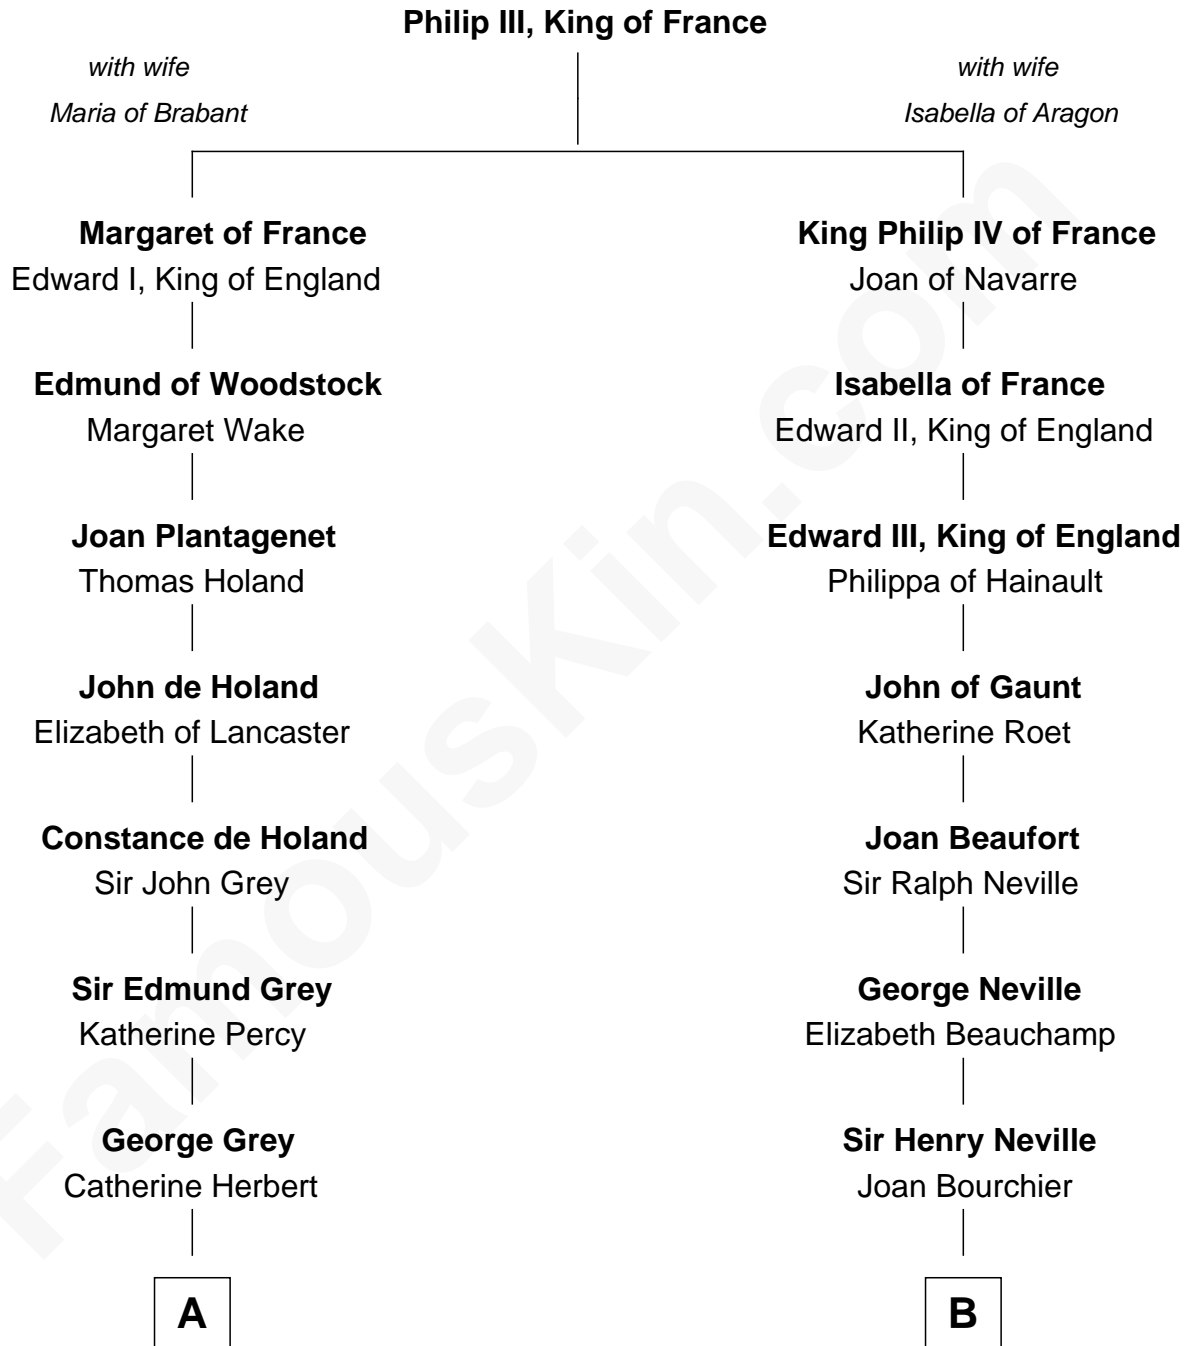 Philip III, King of France
with wife
Maria of Brabant
with wife
Isabella of Aragon
Margaret of France
Edward I, King of England
King Philip IV of France
Joan of Navarre
Edmund of Woodstock
Margaret Wake
Isabella of France
Edward II, King of England
Joan Plantagenet
Thomas Holand
Edward III, King of England
Philippa of Hainault
John de Holand
Elizabeth of Lancaster
John of Gaunt
Katherine Roet
Constance de Holand
Sir John Grey
Joan Beaufort
Sir Ralph Neville
Sir Edmund Grey
Katherine Percy
George Neville
Elizabeth Beauchamp
George Grey
Catherine Herbert
Sir Henry Neville
Joan Bourchier
A
B
FamousKin.com